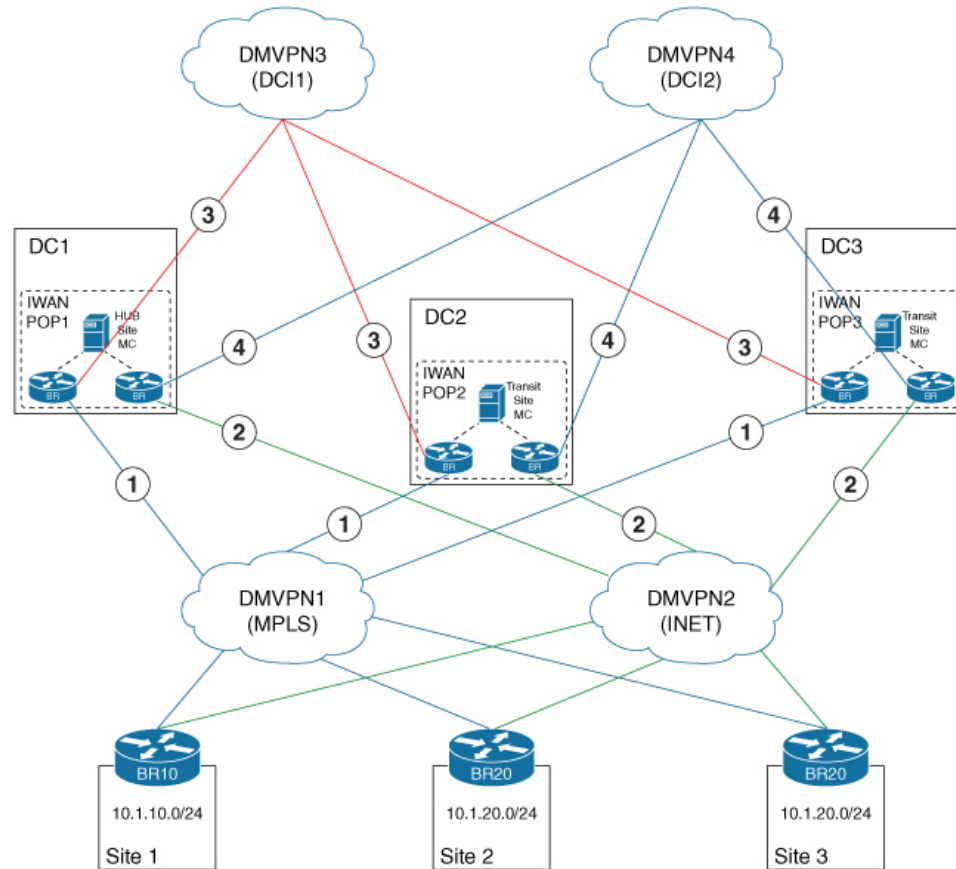 DMVPN3
(DCI1)
DMVPN4
(DCI2)
3
4
DC1
IWAN
POP1
HUB
Site
MC
BR
BR
4
3
4
DC2
IWAN
POP2
Transit
Site
MC
BR
BR
3
DC3
IWAN
POP3
Transit
Site
MC
BR
BR
2
1
1
1
2
2
DMVPN1
(MPLS)
DMVPN2
(INET)
BR10
10.1.10.0/24
Site 1
BR20
10.1.20.0/24
Site 2
BR20
10.1.20.0/24
Site 3